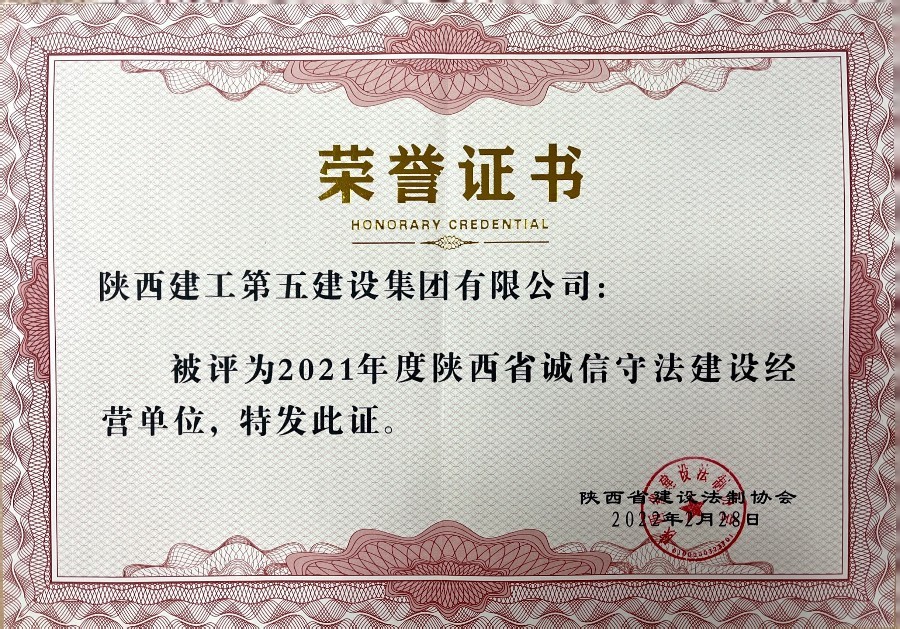 荣誉证书
HONORARY CREDENTIAL
陕西建工第五建设集团有限公司：
被评为2021年度陕西省诚信守法建设经
营单位，特发此证。
陕西省建设法制协会
2022年2月28日